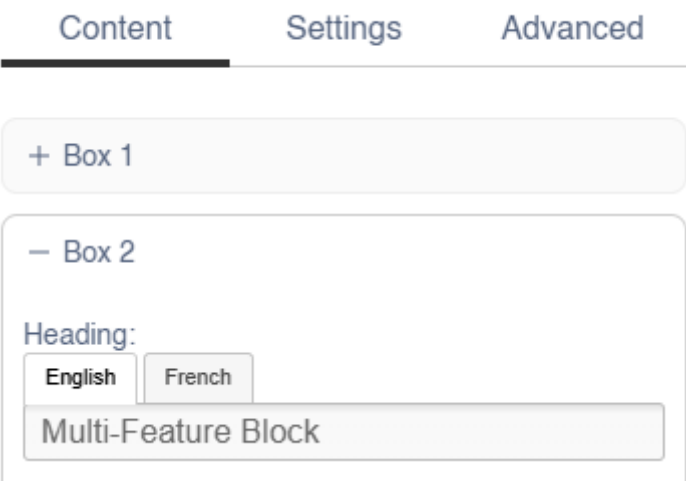 Content Settings Advanced
+ Box 1
− Box 2
Heading:
English French
Multi-Feature Block